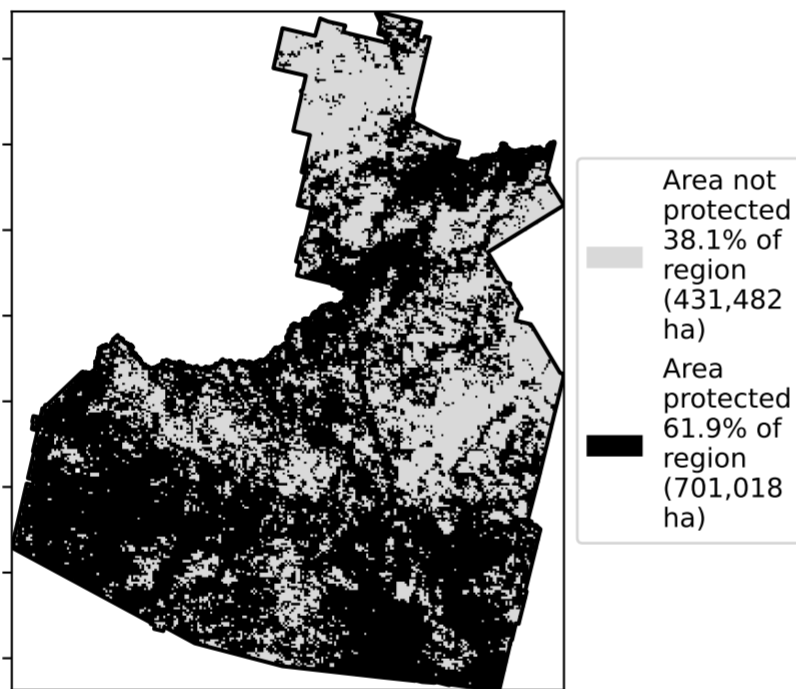 Area not
protected
38.1% of
region
(431,482
ha)
Area
protected
61.9% of
region
(701,018
ha)